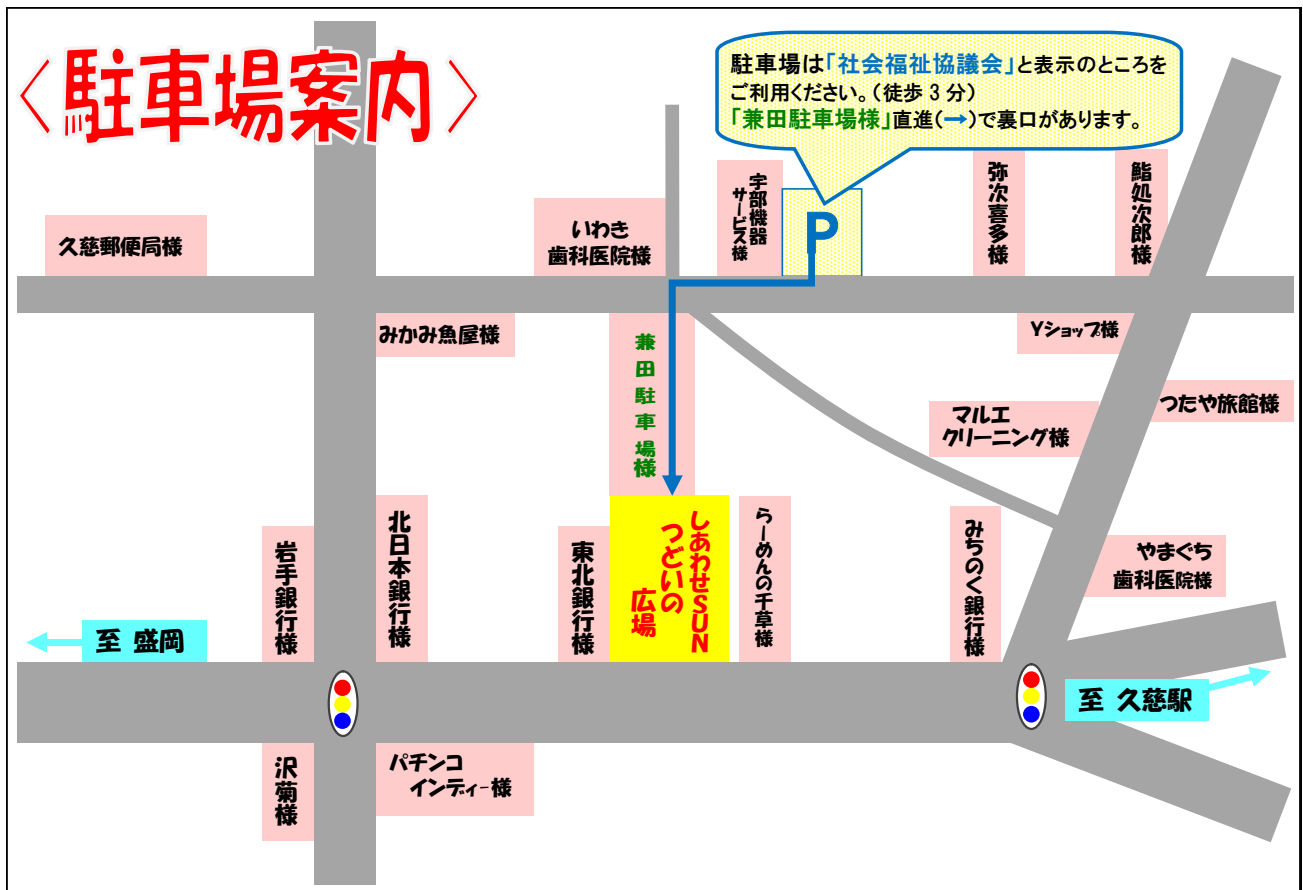 〈駐車場案内〉
駐車場は「社会福祉協議会」と表示のところを
ご利用ください。(徒歩 3 分)
「兼田駐車場様」直進(→)で裏口があります。
久慈郵便局様
いわき
歯科医院様
宇部機器
サービス様
P
弥次喜多様
鮨処次郎様
みかみ魚屋様
兼田駐車場様
Yショップ様
マルエ
クリーニング様
つたや旅館様
岩手銀行様
北日本銀行様
東北銀行様
しあわせSUN
つどいの
広場
らーめんの千草様
みちのく銀行様
やまぐち
歯科医院様
至 盛岡
至 久慈駅
沢菊様
パチンコ
インディー様